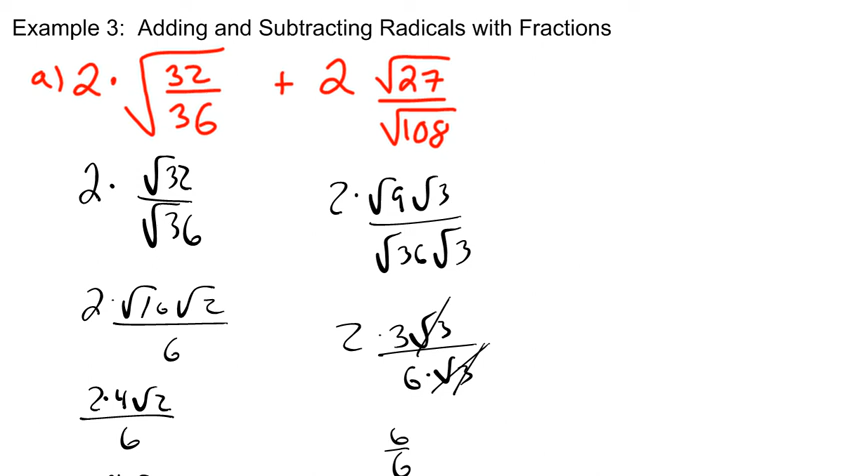 Example 3: Adding and Subtracting Radicals with Fractions
a) 2 · √(32/36) + 2 √27/√108
2 · √32/√36
2 · √9√3/√36√3
2 · √16√2/6
2 · 3√3/6·√3
2·4√2/6
6/6